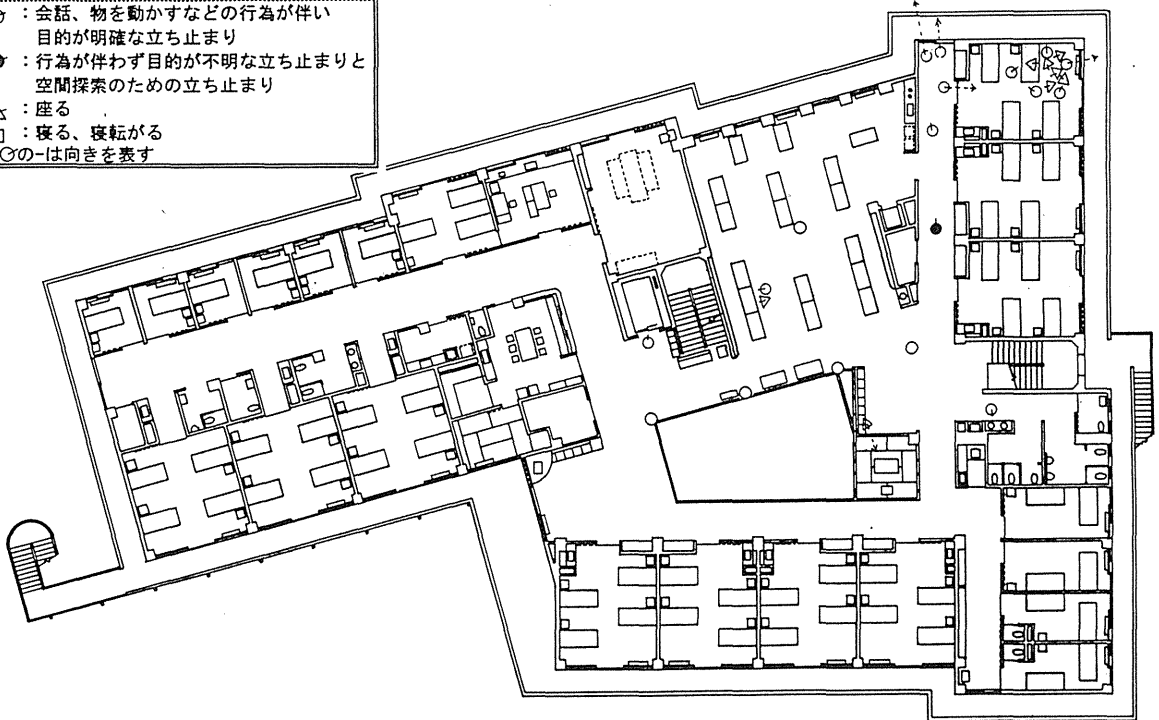 ：会話、物を動かすなどの行為が伴い
目的が明確な立ち止まり
：行為が伴わず目的が不明な立ち止まりと
空間探索のための立ち止まり
：座る
：寝る、寝転がる
の-は向きを表す